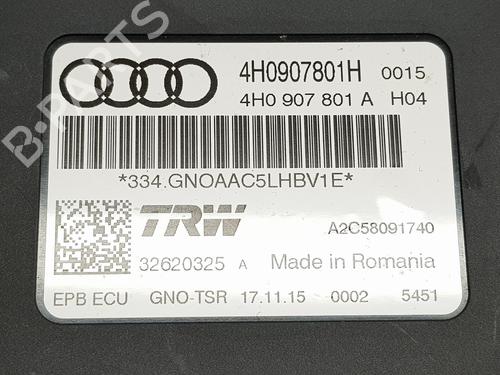 4H0907801H 0015
4H0 907 801 A H04
*334.GNOAAC5LHBV1E*
TRW A2C58091740
32620325 A Made in Romania
EPB ECU GNO-TSR 17.11.15 0002 5451
B-PARTS